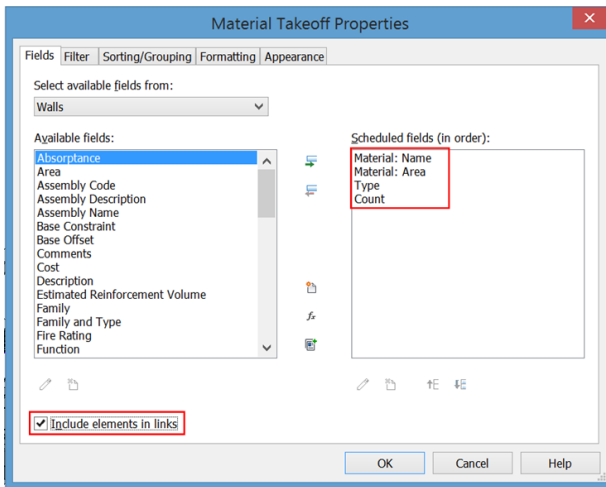 Material Takeoff Properties
Fields Filter Sorting/Grouping Formatting Appearance
Select available fields from:
Walls
Available fields:
Scheduled fields (in order):
Absorptance
Area
Assembly Code
Assembly Description
Assembly Name
Base Constraint
Base Offset
Comments
Cost
Description
Estimated Reinforcement Volume
Family
Family and Type
Fire Rating
Function
Material: Name
Material: Area
Type
Count
fx
Include elements in links
OK Cancel Help